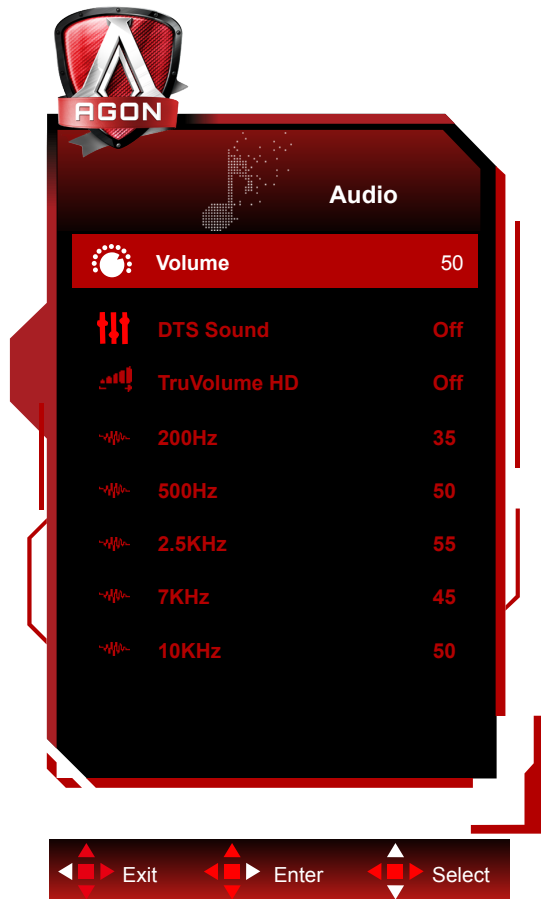 AGON
Audio
Volume 50
DTS Sound Off
TruVolume HD Off
200Hz 35
500Hz 50
2.5KHz 55
7KHz 45
10KHz 50
Exit Enter Select